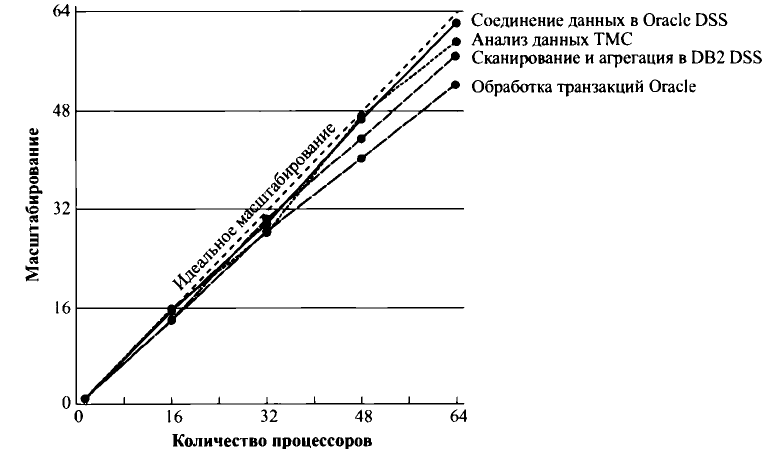 64
Соединение данных в Oracle DSS
Анализ данных TMC
Сканирование и агрегация в DB2 DSS
Обработка транзакций Oracle
48
Идеальное масштабирование
Масштабирование
32
16
0
0 16 32 48 64
Количество процессоров